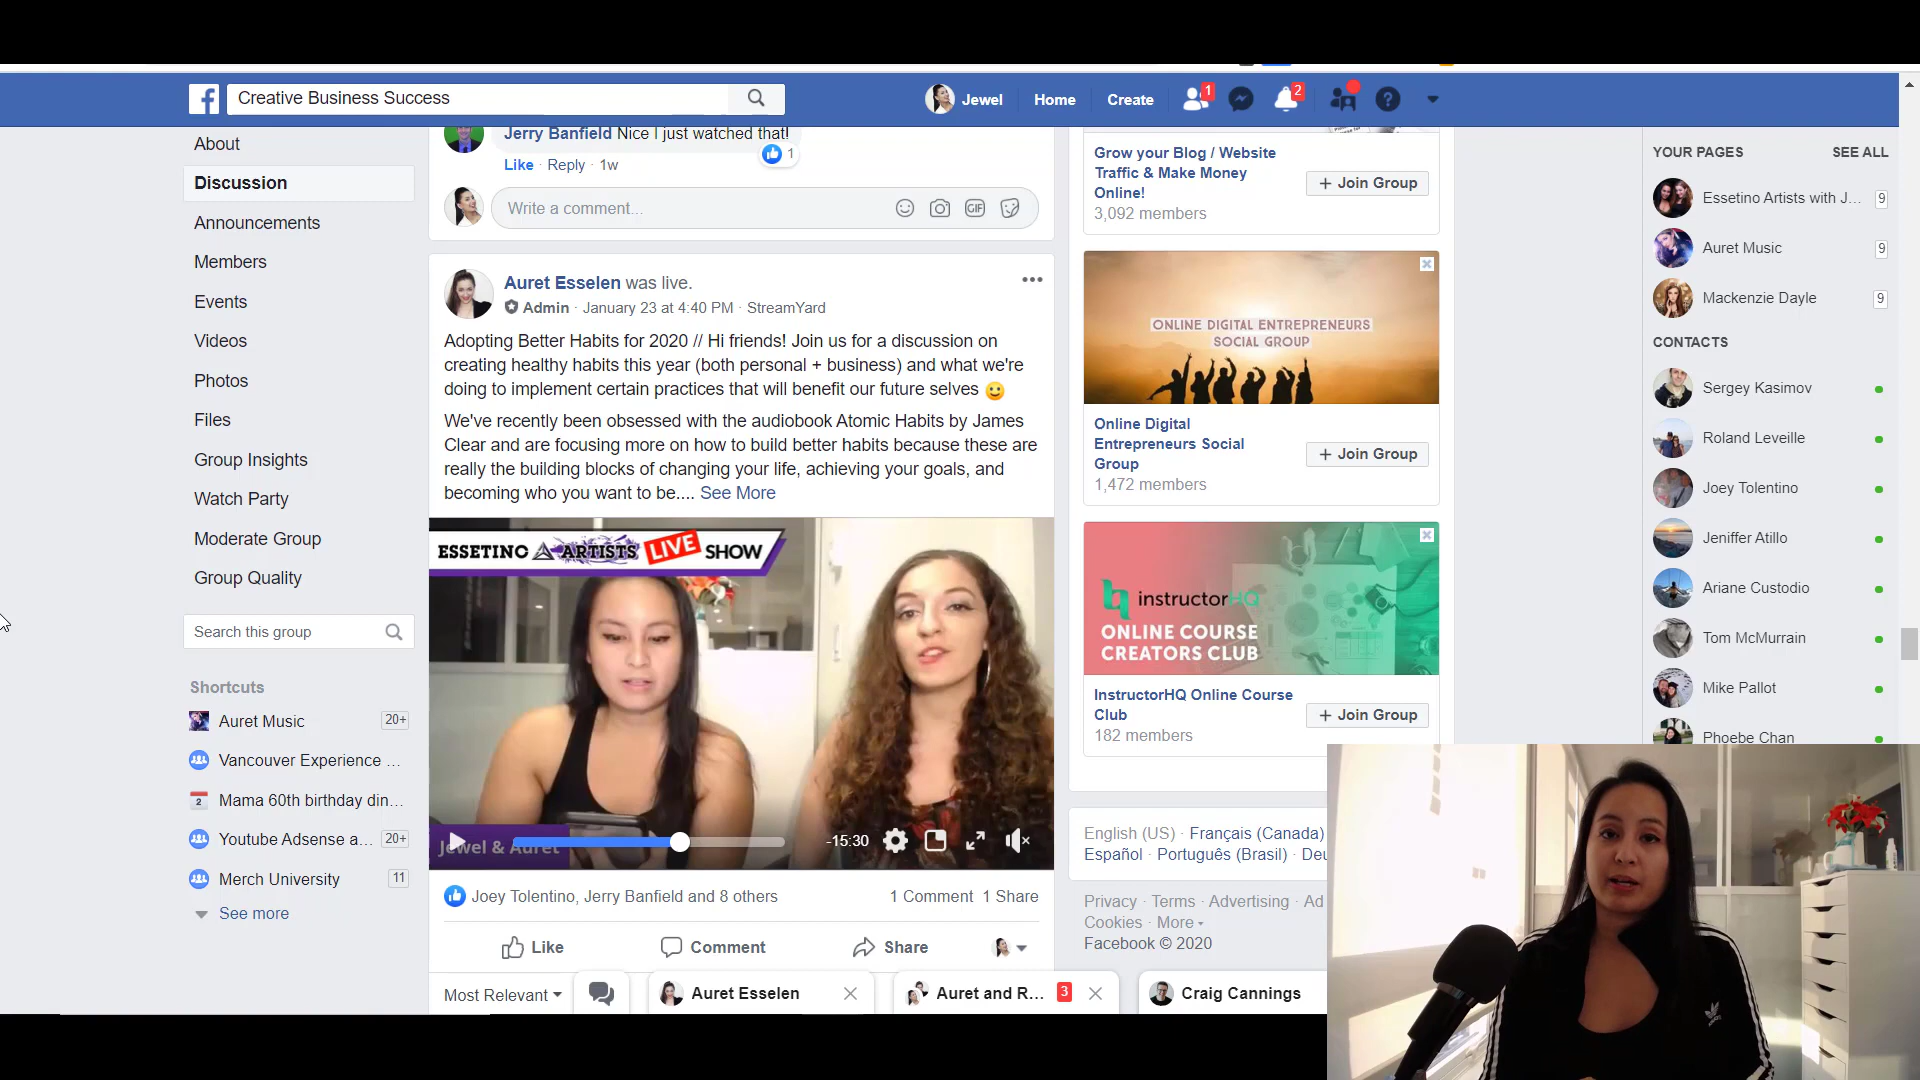 Creative Business Success
Jewel
Home
Create
1
2
About
Discussion
Announcements
Members
Events
Videos
Photos
Files
Group Insights
Watch Party
Moderate Group
Group Quality
Search this group
Shortcuts
Auret Music
20+
Vancouver Experience ...
2
Mama 60th birthday din...
Youtube Adsense a...
20+
Merch University
11
See more
Jerry Banfield Nice I just watched that!
1
Like · Reply · 1w
Write a comment...
GIF
Auret Esselen was live.
Admin · January 23 at 4:40 PM · StreamYard
Adopting Better Habits for 2020 // Hi friends! Join us for a discussion on
creating healthy habits this year (both personal + business) and what we're
doing to implement certain practices that will benefit our future selves
We've recently been obsessed with the audiobook Atomic Habits by James
Clear and are focusing more on how to build better habits because these are
really the building blocks of changing your life, achieving your goals, and
becoming who you want to be.... See More
ESSETINO ARTISTS LIVE SHOW
Jewel & Auret
-15:30
Joey Tolentino, Jerry Banfield and 8 others
1 Comment 1 Share
Like
Comment
Share
Most Relevant
Auret Esselen
Auret and R...
3
Craig Cannings
Grow your Blog / Website
Traffic & Make Money
Online!
3,092 members
+ Join Group
ONLINE DIGITAL ENTREPRENEURS
SOCIAL GROUP
Online Digital
Entrepreneurs Social
Group
1,472 members
+ Join Group
instructorHQ
ONLINE COURSE
CREATORS CLUB
InstructorHQ Online Course
Club
182 members
+ Join Group
English (US) · Français (Canada)
Español · Português (Brasil) · Deu
Privacy · Terms · Advertising · Ad
Cookies · More
Facebook © 2020
YOUR PAGES
SEE ALL
Essetino Artists with J...
9
Auret Music
9
Mackenzie Dayle
9
CONTACTS
Sergey Kasimov
Roland Leveille
Joey Tolentino
Jeniffer Atillo
Ariane Custodio
Tom McMurrain
Mike Pallot
Phoebe Chan